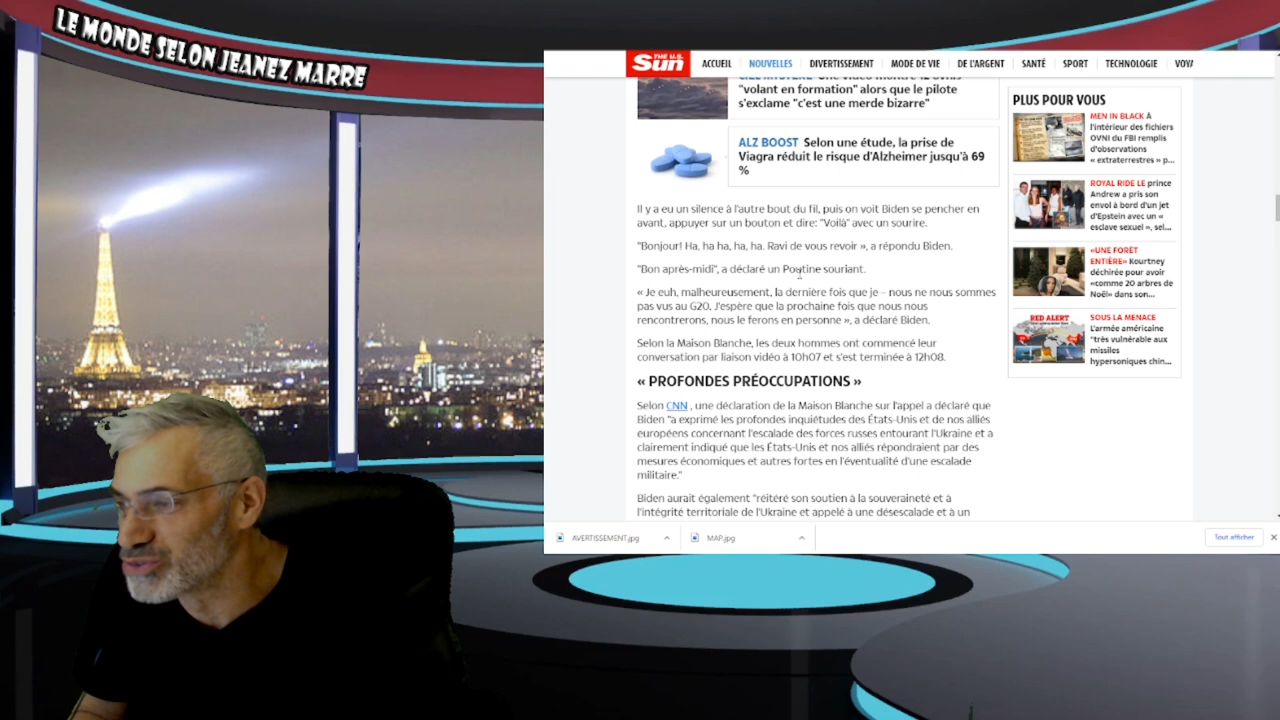 LE MONDE SELON JEANEZ MARRE
THE U.S. Sun
ACCUEIL NOUVELLES DIVERTISSEMENT MODE DE VIE DE L'ARGENT SANTÉ SPORT TECHNOLOGIE VOYA
"volant en formation" alors que le pilote
s'exclame "c'est une merde bizarre"
ALZ BOOST Selon une étude, la prise de
Viagra réduit le risque d'Alzheimer jusqu'à 69
%
Il y a eu un silence à l'autre bout du fil, puis on voit Biden se pencher en
avant, appuyer sur un bouton et dire: "Voilà" avec un sourire.
"Bonjour! Ha, ha ha, ha, ha. Ravi de vous revoir », a répondu Biden.
"Bon après-midi", a déclaré un Poutine souriant.
« Je euh, malheureusement, la dernière fois que je – nous ne nous sommes
pas vus au G20. J'espère que la prochaine fois que nous nous
rencontrerons, nous le ferons en personne », a déclaré Biden.
Selon la Maison Blanche, les deux hommes ont commencé leur
conversation par liaison vidéo à 10h07 et s'est terminée à 12h08.
« PROFONDES PRÉOCCUPATIONS »
Selon CNN , une déclaration de la Maison Blanche sur l'appel a déclaré que
Biden "a exprimé les profondes inquiétudes des États-Unis et de nos alliés
européens concernant l'escalade des forces russes entourant l'Ukraine et a
clairement indiqué que les États-Unis et nos alliés répondraient par des
mesures économiques et autres fortes en l'éventualité d'une escalade
militaire."
Biden aurait également "réitéré son soutien à la souveraineté et à
l'intégrité territoriale de l'Ukraine et appelé à une désescalade et à un
PLUS POUR VOUS
MEN IN BLACK À
l'intérieur des fichiers
OVNI du FBI remplis
d'observations
« extraterrestres » p...
ROYAL RIDE LE prince
Andrew a pris son
envol à bord d'un jet
d'Epstein avec un «
esclave sexuel », sel...
«UNE FORÊT
ENTIÈRE» Kourtney
déchirée pour avoir
«comme 20 arbres de
Noël» dans son...
RED ALERT
SOUS LA MENACE
L'armée américaine
"très vulnérable aux
missiles
hypersoniques chin...
AVERTISSEMENT.jpg
MAP.jpg
Tout afficher